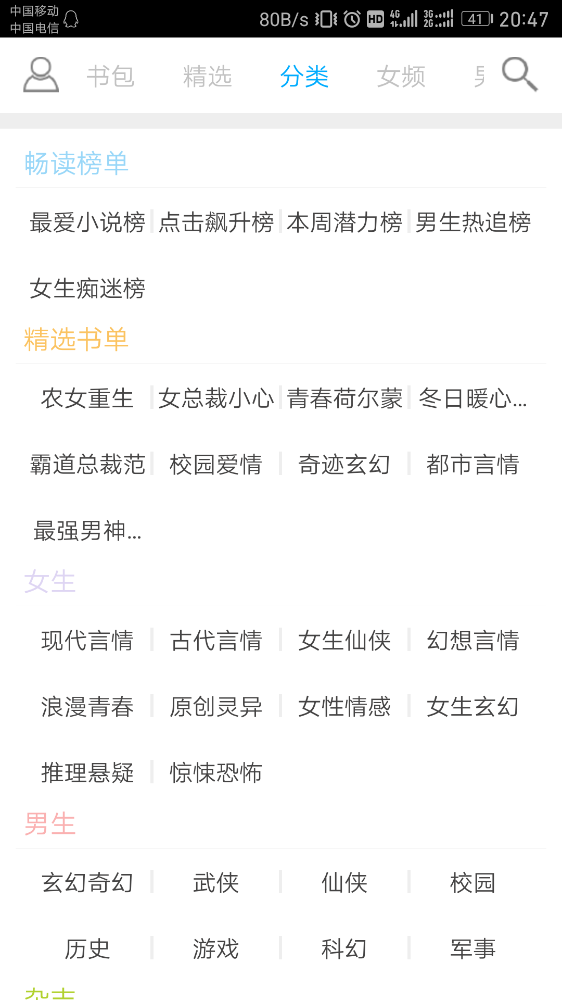 中国移动
中国电信
80B/s HD 4G 3G 2G 41 20:47
书包 精选 分类 女频
畅读榜单
最爱小说榜 点击飙升榜 本周潜力榜 男生热追榜
女生痴迷榜
精选书单
农女重生 女总裁小心 青春荷尔蒙 冬日暖心...
霸道总裁范 校园爱情 奇迹玄幻 都市言情
最强男神...
女生
现代言情 古代言情 女生仙侠 幻想言情
浪漫青春 原创灵异 女性情感 女生玄幻
推理悬疑 惊悚恐怖
男生
玄幻奇幻 武侠 仙侠 校园
历史 游戏 科幻 军事